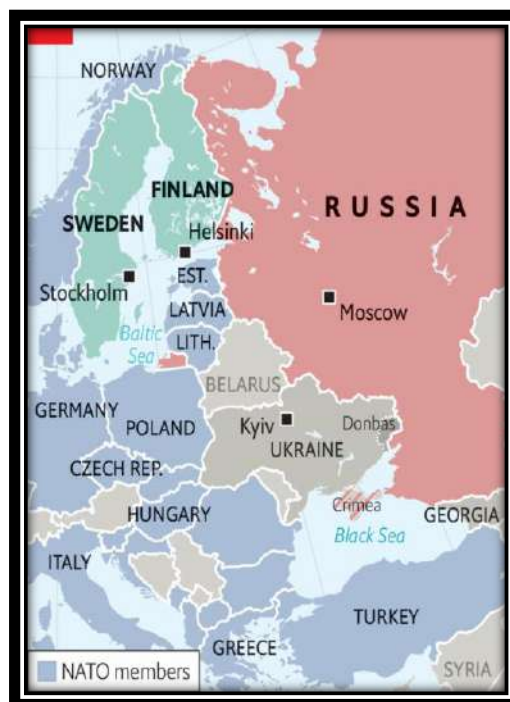 NORWAY
FINLAND
SWEDEN
Helsinki
RUSSIA
Stockholm
EST.
Moscow
LATVIA
Baltic
Sea
LITH.
BELARUS
GERMANY
POLAND
Kyiv
Donbas
UKRAINE
CZECH REP.
HUNGARY
Crimea
GEORGIA
Black Sea
ITALY
TURKEY
GREECE
NATO members
SYRIA